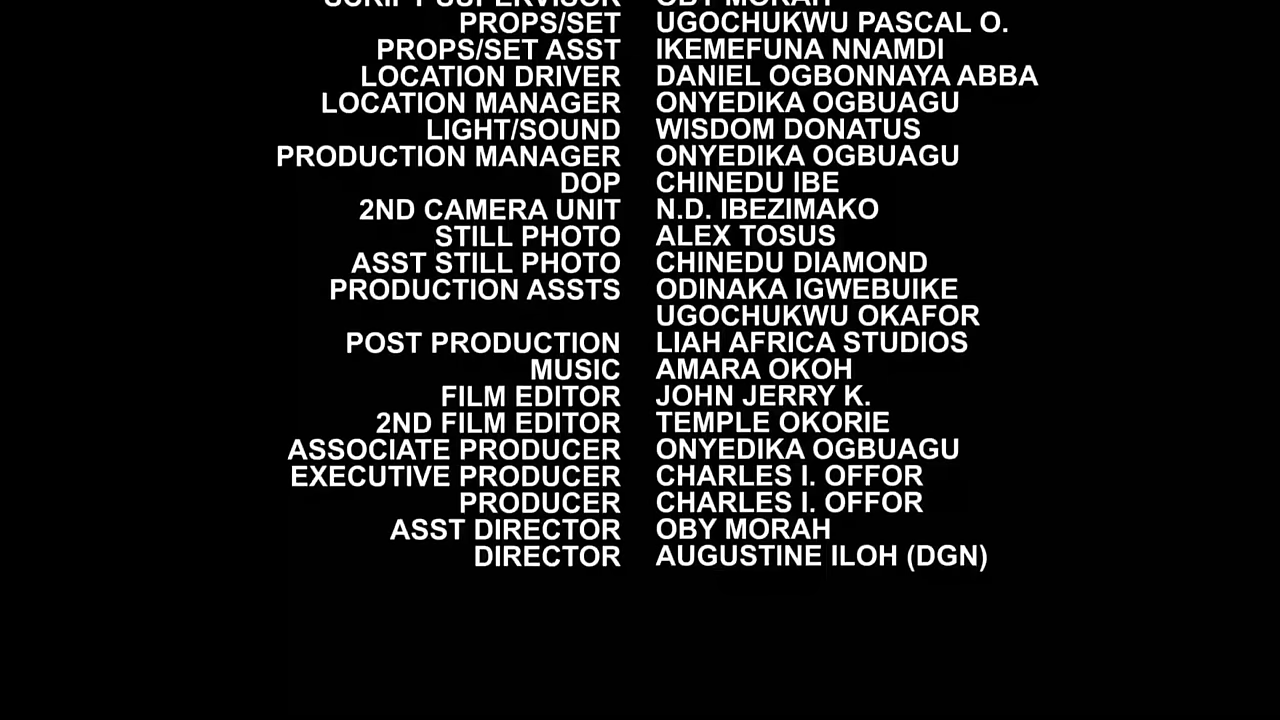 SCRIPT SUPERVISOR OBY MORAH
PROPS/SET UGOCHUKWU PASCAL O.
PROPS/SET ASST IKEMEFUNA NNAMDI
LOCATION DRIVER DANIEL OGBONNAYA ABBA
LOCATION MANAGER ONYEDIKA OGBUAGU
LIGHT/SOUND WISDOM DONATUS
PRODUCTION MANAGER ONYEDIKA OGBUAGU
DOP CHINEDU IBE
2ND CAMERA UNIT N.D. IBEZIMAKO
STILL PHOTO ALEX TOSUS
ASST STILL PHOTO CHINEDU DIAMOND
PRODUCTION ASSTS ODINAKA IGWEBUIKE
UGOCHUKWU OKAFOR
POST PRODUCTION LIAH AFRICA STUDIOS
MUSIC AMARA OKOH
FILM EDITOR JOHN JERRY K.
2ND FILM EDITOR TEMPLE OKORIE
ASSOCIATE PRODUCER ONYEDIKA OGBUAGU
EXECUTIVE PRODUCER CHARLES I. OFFOR
PRODUCER CHARLES I. OFFOR
ASST DIRECTOR OBY MORAH
DIRECTOR AUGUSTINE ILOH (DGN)